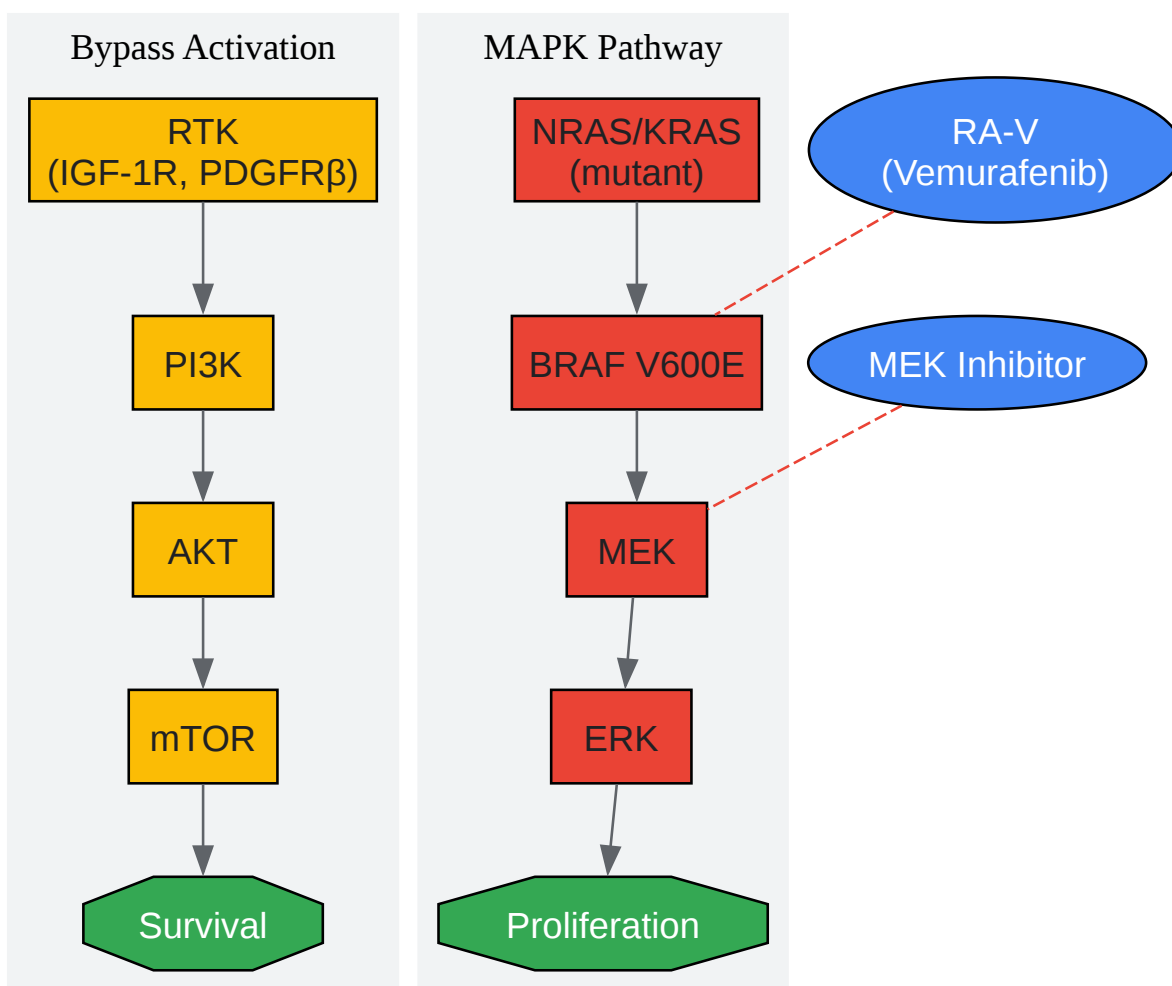 Bypass Activation
RTK
(IGF-1R, PDGFRβ)
PI3K
AKT
mTOR
Survival
MAPK Pathway
NRAS/KRAS
(mutant)
BRAF V600E
MEK
ERK
Proliferation
RA-V
(Vemurafenib)
MEK Inhibitor